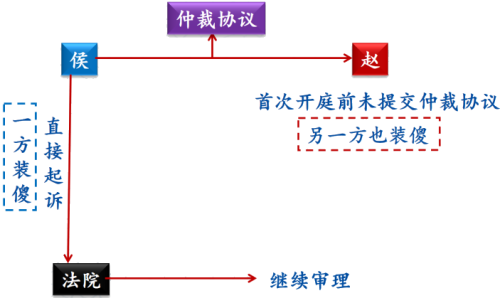 仲裁协议
侯
赵
首次开庭前未提交仲裁协议
另一方也装傻
一方装傻
直接起诉
法院
继续审理